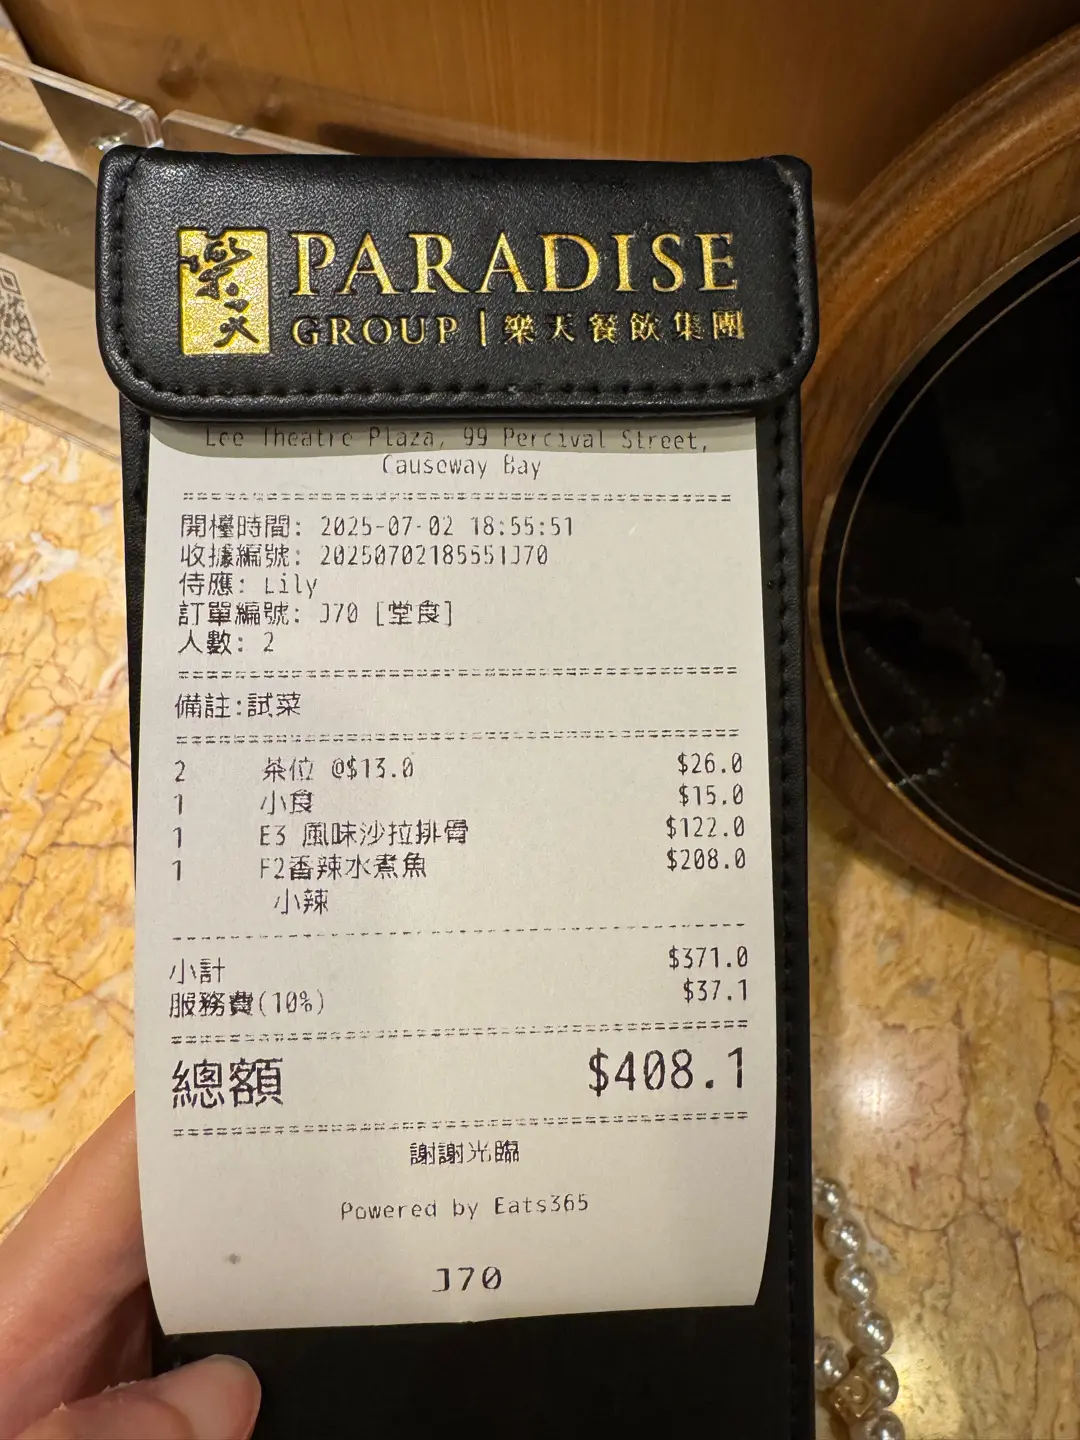 樂天
PARADISE
GROUP | 樂天餐飲集團
Lee Theatre Plaza, 99 Percival Street,
Causeway Bay
開檯時間: 2025-07-02 18:55:51
收據編號: 20250702185551J70
侍應: Lily
訂單編號: J70 [堂食]
人數: 2
備註:試菜
2 茶位 @$13.0 $26.0
1 小食 $15.0
1 E3 風味沙拉排骨 $122.0
1 F2香辣水煮魚 $208.0
小辣
小計 $371.0
服務費(10%) $37.1
總額 $408.1
謝謝光臨
Powered by Eats365
J70